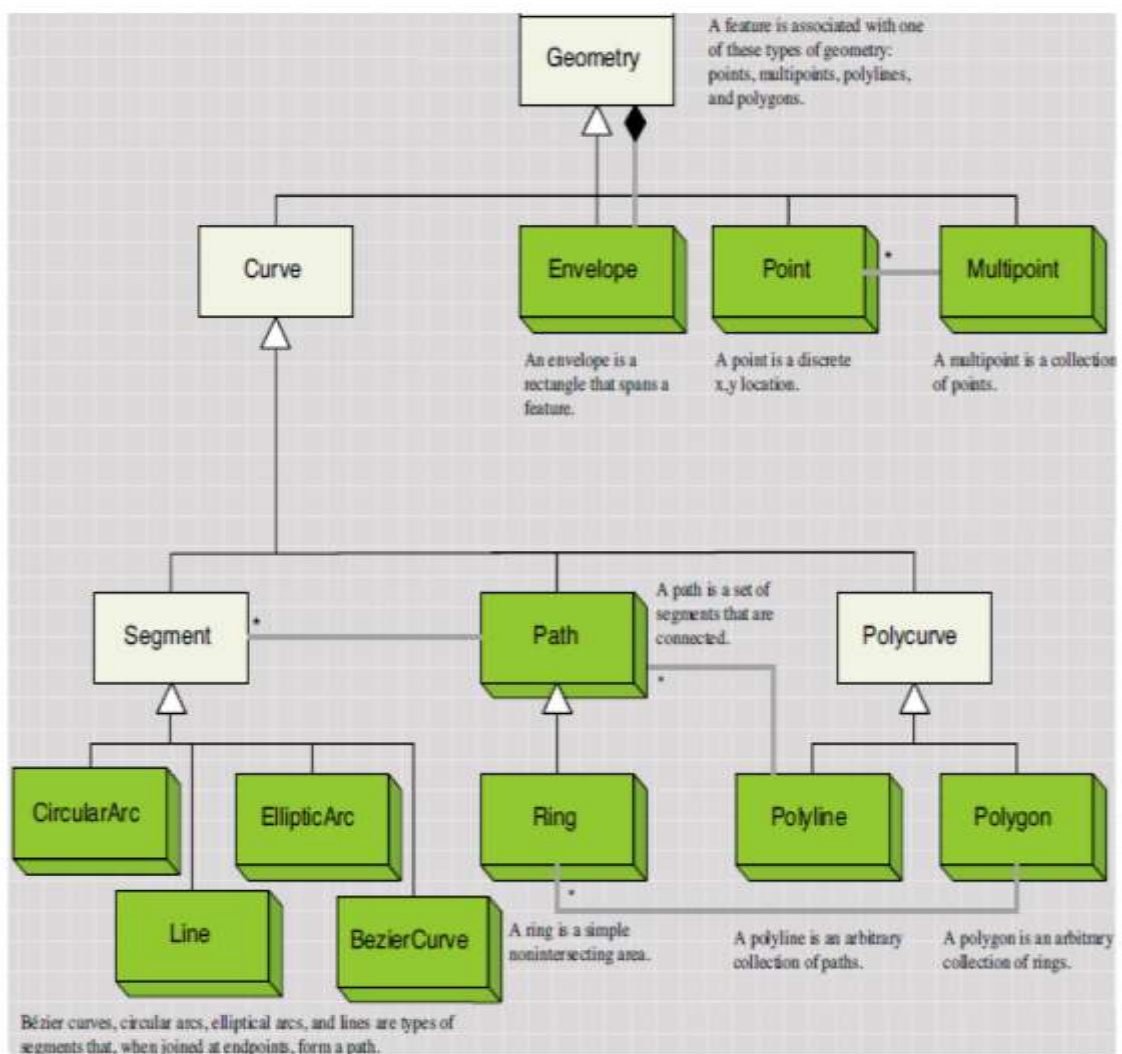 Geometry
A feature is associated with one
of these types of geometry:
points, multipoints, polylines,
and polygons.
Curve
Envelope
Point
*
Multipoint
An envelope is a
rectangle that spans a
feature.
A point is a discrete
x,y location.
A multipoint is a collection
of points.
Segment
*
Path
A path is a set of
segments that are
connected.
*
Polycurve
CircularArc
EllipticArc
Ring
Polyline
Polygon
*
Line
BezierCurve
A ring is a simple
nonintersecting area.
A polyline is an arbitrary
collection of paths.
A polygon is an arbitrary
collection of rings.
Bézier curves, circular arcs, elliptical arcs, and lines are types of
segments that, when joined at endpoints, form a path.